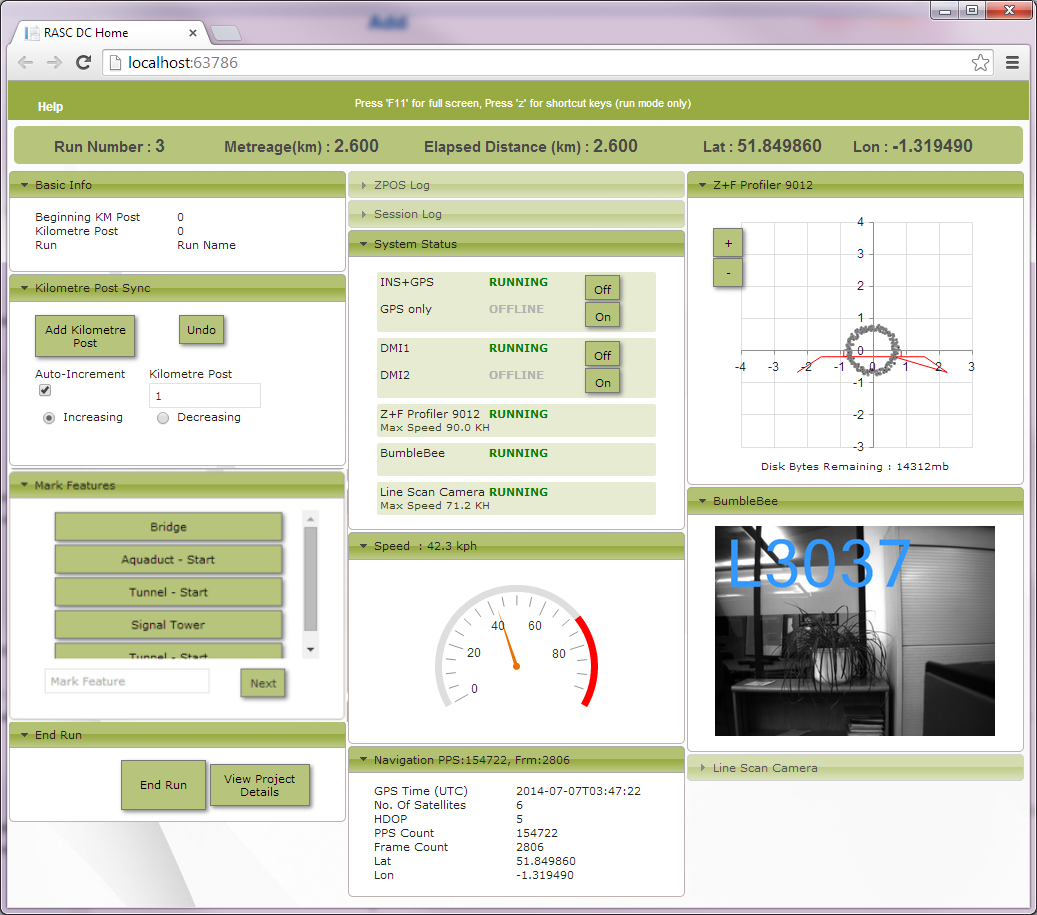 Add
RASC DC Home
localhost:63786
Help
Press 'F11' for full screen, Press 'z' for shortcut keys (run mode only)
Run Number : 3 Metreage(km) : 2.600 Elapsed Distance (km) : 2.600 Lat : 51.849860 Lon : -1.319490
Basic Info
Beginning KM Post 0
Kilometre Post 0
Run Run Name
Kilometre Post Sync
Add Kilometre
Post
Undo
Auto-Increment Kilometre Post
1
Increasing Decreasing
Mark Features
Bridge
Aquaduct - Start
Tunnel - Start
Signal Tower
Tunnel - Start
Mark Feature
Next
End Run
End Run
View Project
Details
ZPOS Log
Session Log
System Status
INS+GPS RUNNING Off
GPS only OFFLINE On
DMI1 RUNNING Off
DMI2 OFFLINE On
Z+F Profiler 9012 RUNNING
Max Speed 90.0 KH
BumbleBee RUNNING
Line Scan Camera RUNNING
Max Speed 71.2 KH
Speed : 42.3 kph
40 60
20 80
0
Navigation PPS:154722, Frm:2806
GPS Time (UTC) 2014-07-07T03:47:22
No. Of Satellites 6
HDOP 5
PPS Count 154722
Frame Count 2806
Lat 51.849860
Lon -1.319490
Z+F Profiler 9012
+
-
4
3
2
1
0
-4 -3 -2 -1 0 1 2 3
-1
-2
-3
Disk Bytes Remaining : 14312mb
BumbleBee
L3037
Line Scan Camera